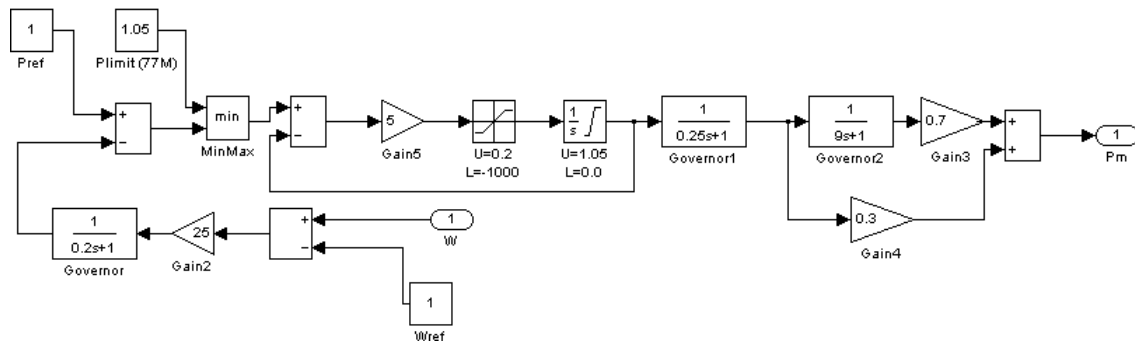 1
Pref
1.05
Plimit (77M)
+
−
min
MinMax
+
−
5
Gain5
U=0.2
L=-1000
1
s
U=1.05
L=0.0
1
0.25s+1
Governor1
1
9s+1
Governor2
0.7
Gain3
+
+
1
Pm
0.3
Gain4
1
0.2s+1
Governor
25
Gain2
+
−
1
W
1
Wref